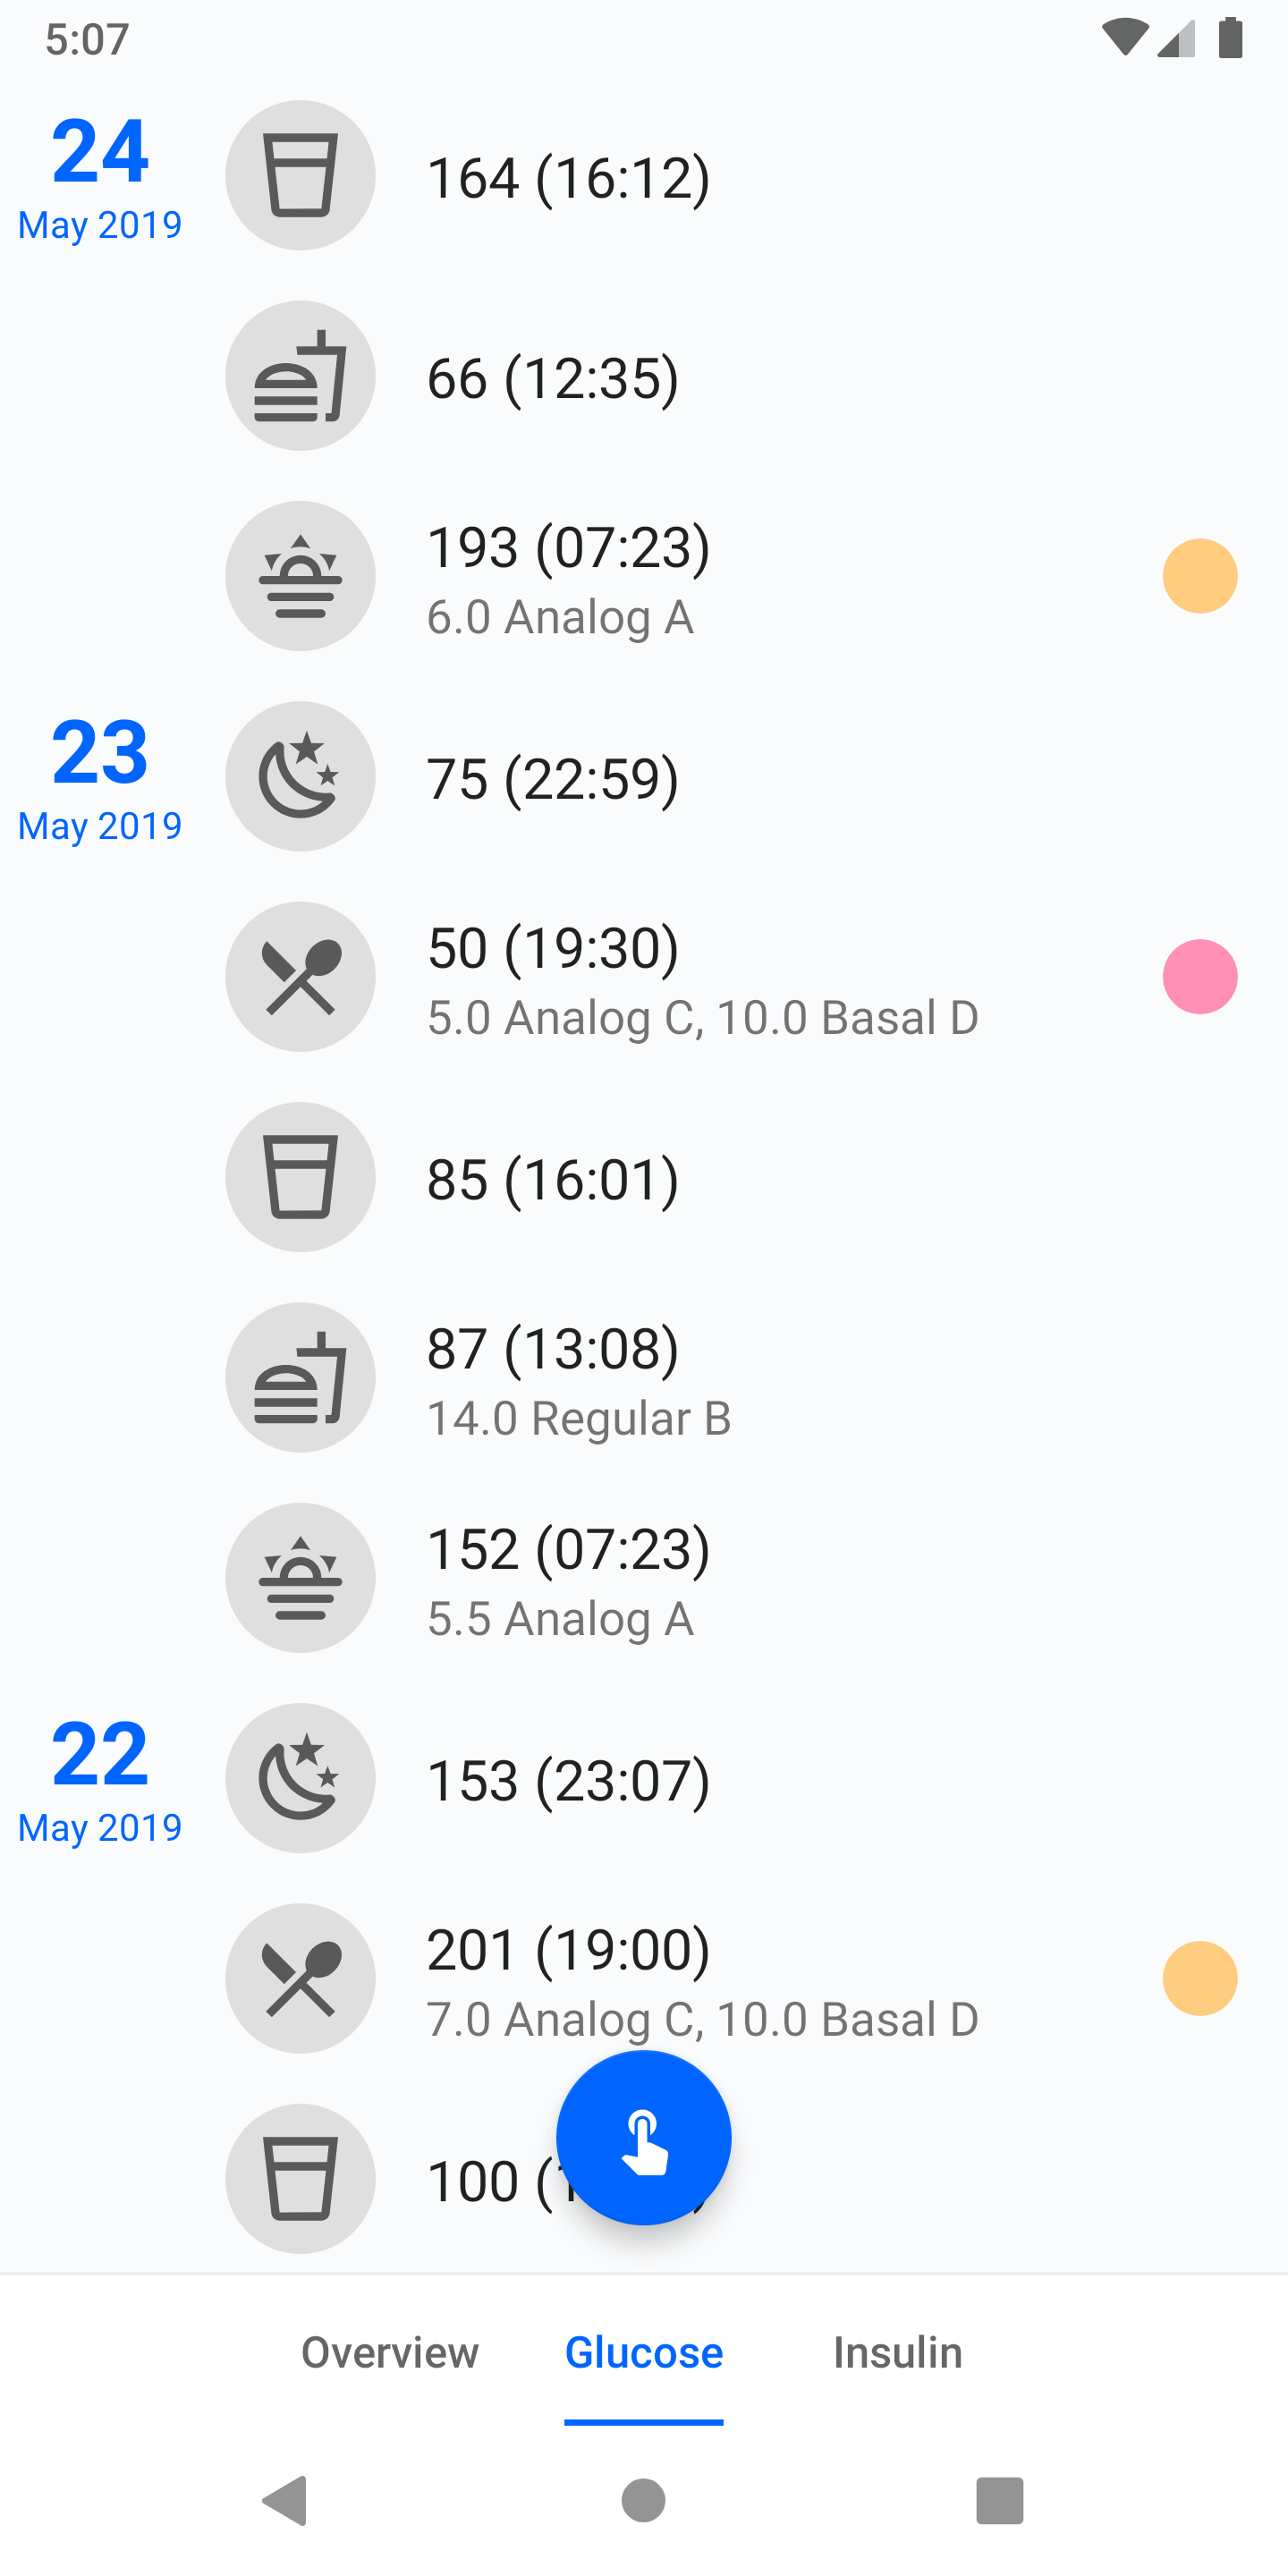 5:07
24
May 2019
164 (16:12)
66 (12:35)
193 (07:23)
6.0 Analog A
23
May 2019
75 (22:59)
50 (19:30)
5.0 Analog C, 10.0 Basal D
85 (16:01)
87 (13:08)
14.0 Regular B
152 (07:23)
5.5 Analog A
22
May 2019
153 (23:07)
201 (19:00)
7.0 Analog C, 10.0 Basal D
100
Overview Glucose Insulin